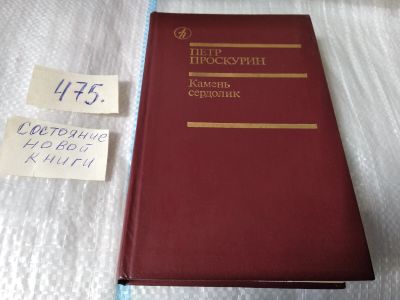 ПЕТР
ПРОСКУРИН
Камень
сердолик
475.
СОСТОЯНИЕ
НОВОЙ
КНИГИ